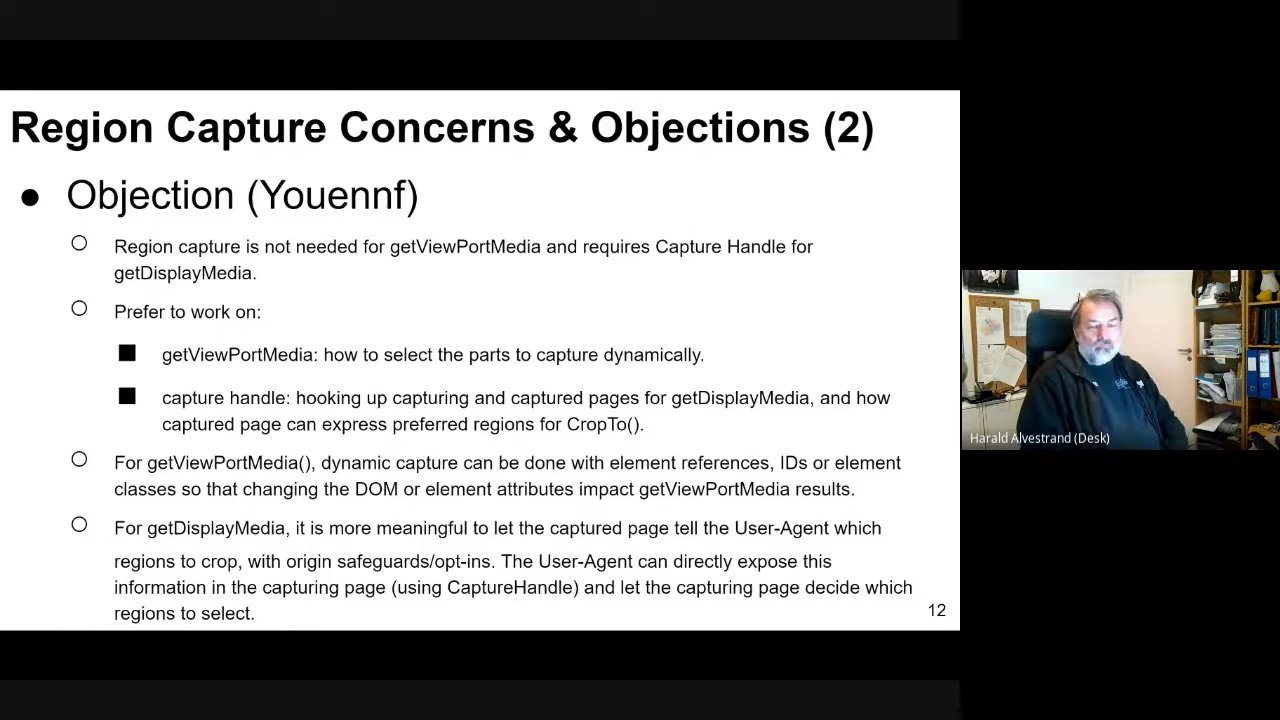 Region Capture Concerns & Objections (2)
● Objection (Youennf)
○ Region capture is not needed for getViewPortMedia and requires Capture Handle for
getDisplayMedia.
○ Prefer to work on:
■ getViewPortMedia: how to select the parts to capture dynamically.
■ capture handle: hooking up capturing and captured pages for getDisplayMedia, and how
captured page can express preferred regions for CropTo().
○ For getViewPortMedia(), dynamic capture can be done with element references, IDs or element
classes so that changing the DOM or element attributes impact getViewPortMedia results.
○ For getDisplayMedia, it is more meaningful to let the captured page tell the User-Agent which
regions to crop, with origin safeguards/opt-ins. The User-Agent can directly expose this
information in the capturing page (using CaptureHandle) and let the capturing page decide which
regions to select.
12
Harald Alvestrand (Desk)